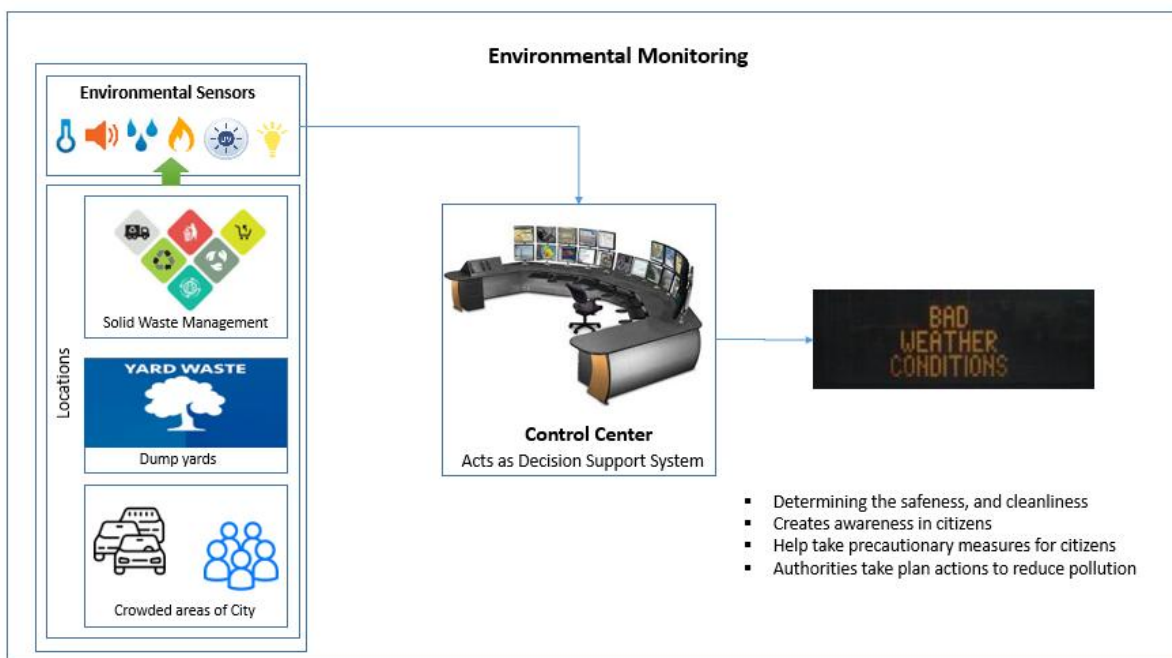 Environmental Monitoring
Environmental Sensors
UV
Locations
Solid Waste Management
YARD WASTE
Dump yards
Crowded areas of City
Control Center
Acts as Decision Support System
BAD
WEATHER
CONDITIONS
▪ Determining the safeness, and cleanliness
▪ Creates awareness in citizens
▪ Help take precautionary measures for citizens
▪ Authorities take plan actions to reduce pollution